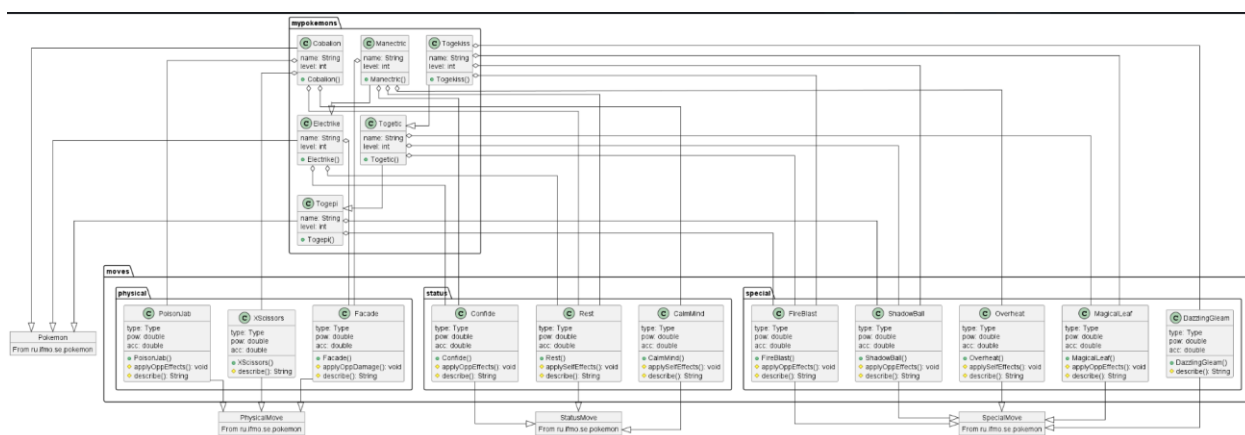 mypokemons
C Cobalion
name: String
level: int
Cobalion()
C Manectric
name: String
level: int
Manectric()
C Togekiss
name: String
level: int
Togekiss()
C Electrike
name: String
level: int
Electrike()
C Togetic
name: String
level: int
Togetic()
C Togepi
name: String
level: int
Togepi()
moves
physical
C PoisonJab
type: Type
pow: double
acc: double
PoisonJab()
applyOppEffects(): void
describe(): String
C XScissors
type: Type
pow: double
acc: double
XScissors()
describe(): String
C Facade
type: Type
pow: double
acc: double
Facade()
applyOppDamage(): void
describe(): String
status
C Confide
type: Type
pow: double
acc: double
Confide()
applyOppEffects(): void
describe(): String
C Rest
type: Type
pow: double
acc: double
Rest()
applySelfEffects(): void
describe(): String
C CalmMind
type: Type
pow: double
acc: double
CalmMind()
applySelfEffects(): void
describe(): String
special
C FireBlast
type: Type
pow: double
acc: double
FireBlast()
applyOppEffects(): void
describe(): String
C ShadowBall
type: Type
pow: double
acc: double
ShadowBall()
applyOppEffects(): void
describe(): String
C Overheat
type: Type
pow: double
acc: double
Overheat()
applySelfEffects(): void
describe(): String
C MagicalLeaf
type: Type
pow: double
acc: double
MagicalLeaf()
applyOppEffects(): void
describe(): String
C DazzlingGleam
type: Type
pow: double
acc: double
DazzlingGleam()
describe(): String
Pokemon
From ru.ifmo.se.pokemon
PhysicalMove
From ru.ifmo.se.pokemon
StatusMove
From ru.ifmo.se.pokemon
SpecialMove
From ru.ifmo.se.pokemon